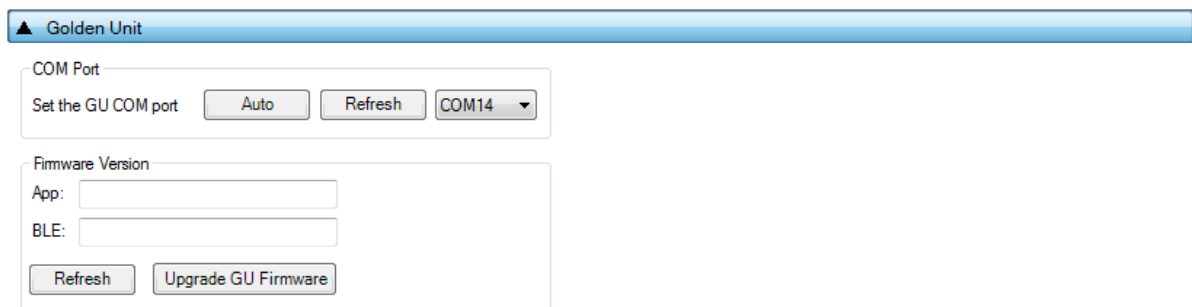 Golden Unit
COM Port
Set the GU COM port Auto Refresh COM14
Firmware Version
App:
BLE:
Refresh Upgrade GU Firmware